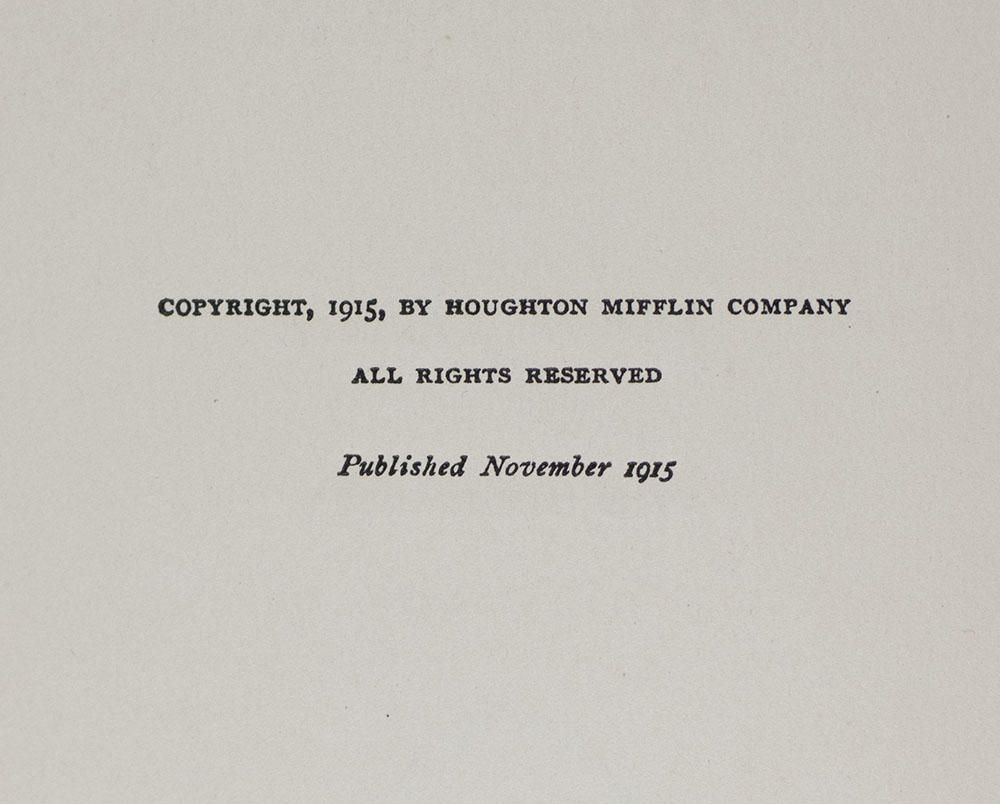 COPYRIGHT, 1915, BY HOUGHTON MIFFLIN COMPANY
ALL RIGHTS RESERVED
Published November 1915